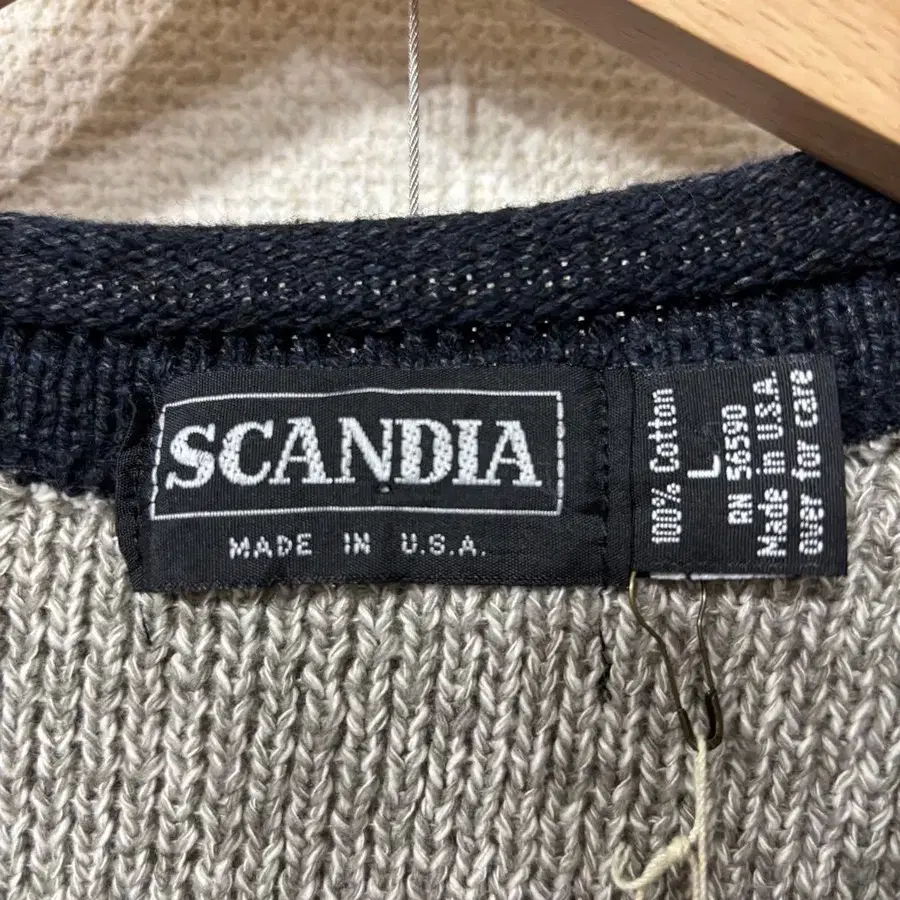 SCANDIA
MADE IN U.S.A.
100% Cotton
L
RN 56590
Made in U.S.A.
over for care